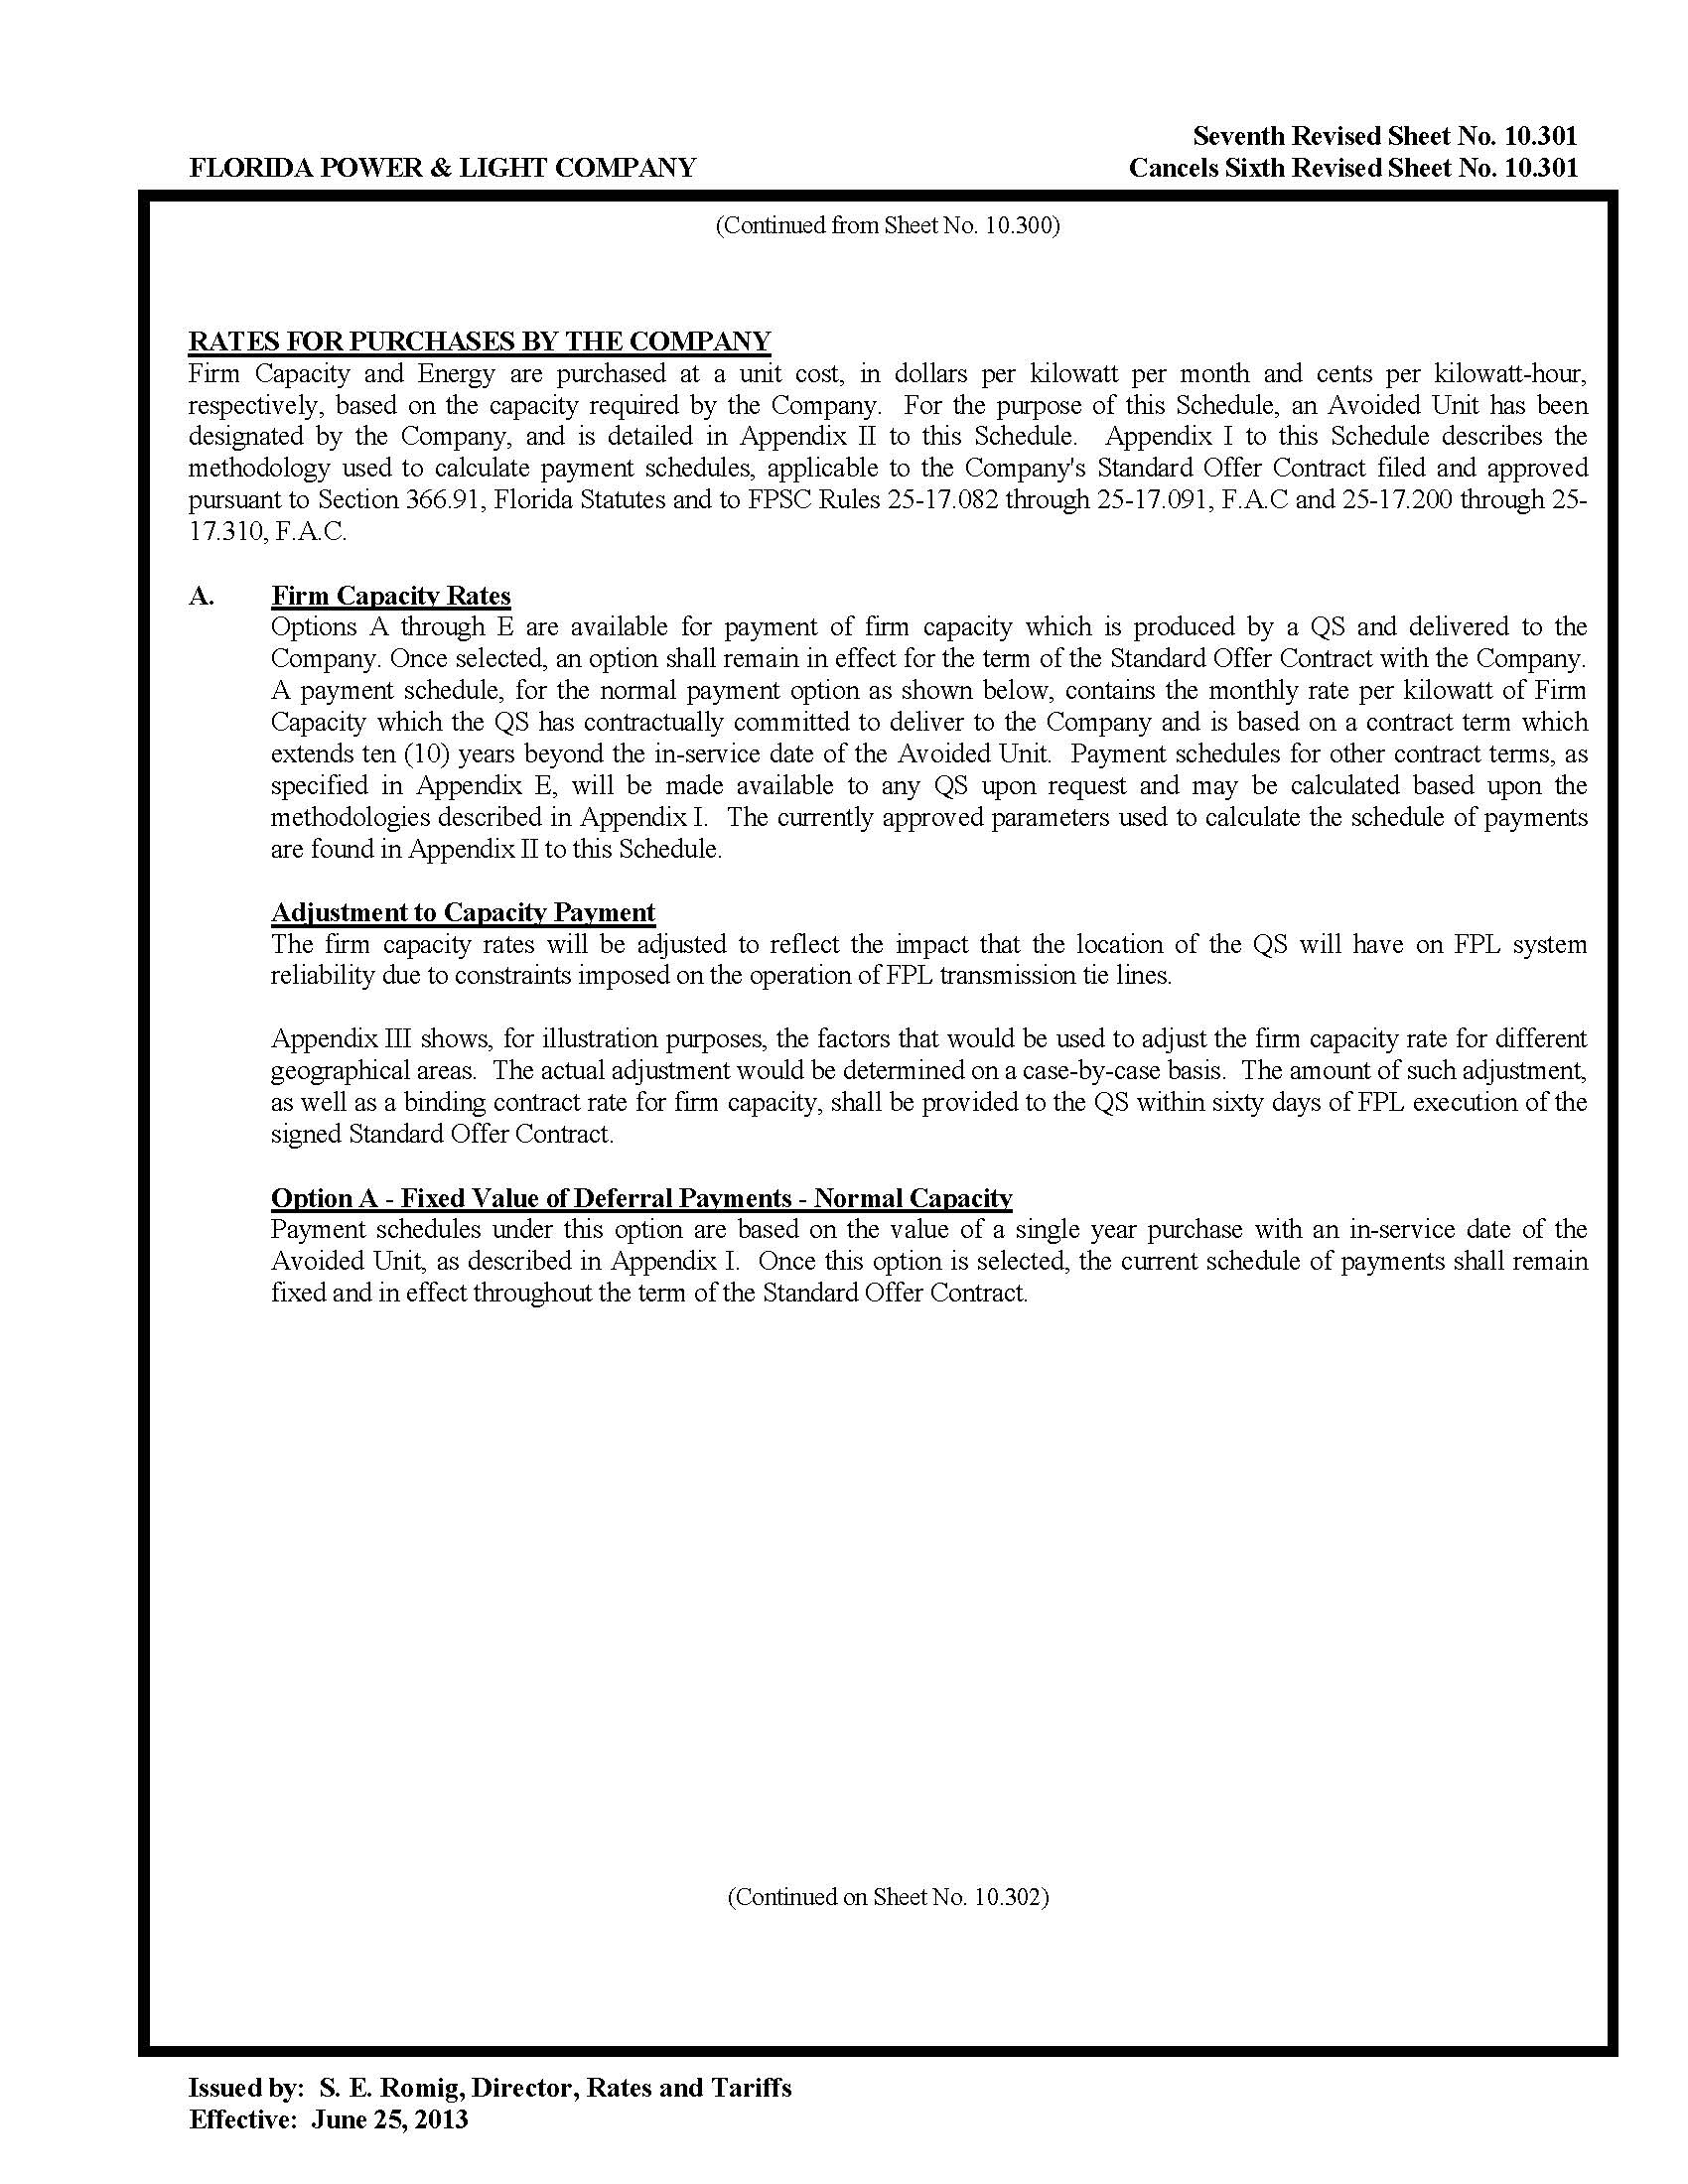 Seventh Revised Sheet No. 10.301
FLORIDA POWER & LIGHT COMPANY Cancels Sixth Revised Sheet No. 10.301
(Continued from Sheet No. 10.300)
RATES FOR PURCHASES BY THE COMPANY
Firm Capacity and Energy are purchased at a unit cost, in dollars per kilowatt per month and cents per kilowatt-hour,
respectively, based on the capacity required by the Company. For the purpose of this Schedule, an Avoided Unit has been
designated by the Company, and is detailed in Appendix II to this Schedule. Appendix I to this Schedule describes the
methodology used to calculate payment schedules, applicable to the Company's Standard Offer Contract filed and approved
pursuant to Section 366.91, Florida Statutes and to FPSC Rules 25-17.082 through 25-17.091, F.A.C and 25-17.200 through 25-
17.310, F.A.C.
A. Firm Capacity Rates
Options A through E are available for payment of firm capacity which is produced by a QS and delivered to the
Company. Once selected, an option shall remain in effect for the term of the Standard Offer Contract with the Company.
A payment schedule, for the normal payment option as shown below, contains the monthly rate per kilowatt of Firm
Capacity which the QS has contractually committed to deliver to the Company and is based on a contract term which
extends ten (10) years beyond the in-service date of the Avoided Unit. Payment schedules for other contract terms, as
specified in Appendix E, will be made available to any QS upon request and may be calculated based upon the
methodologies described in Appendix I. The currently approved parameters used to calculate the schedule of payments
are found in Appendix II to this Schedule.
Adjustment to Capacity Payment
The firm capacity rates will be adjusted to reflect the impact that the location of the QS will have on FPL system
reliability due to constraints imposed on the operation of FPL transmission tie lines.
Appendix III shows, for illustration purposes, the factors that would be used to adjust the firm capacity rate for different
geographical areas. The actual adjustment would be determined on a case-by-case basis. The amount of such adjustment,
as well as a binding contract rate for firm capacity, shall be provided to the QS within sixty days of FPL execution of the
signed Standard Offer Contract.
Option A - Fixed Value of Deferral Payments - Normal Capacity
Payment schedules under this option are based on the value of a single year purchase with an in-service date of the
Avoided Unit, as described in Appendix I. Once this option is selected, the current schedule of payments shall remain
fixed and in effect throughout the term of the Standard Offer Contract.
(Continued on Sheet No. 10.302)
Issued by: S. E. Romig, Director, Rates and Tariffs
Effective: June 25, 2013